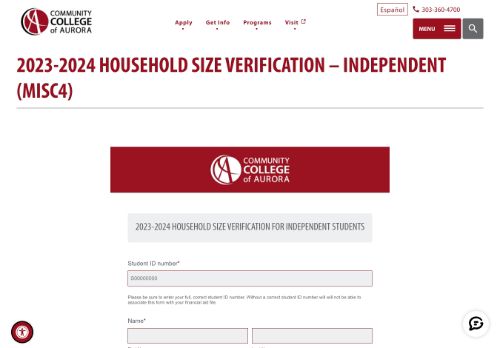 COMMUNITY
COLLEGE
of AURORA
Apply
Get Info
Programs
Visit
Español
303-360-4700
MENU
2023-2024 HOUSEHOLD SIZE VERIFICATION – INDEPENDENT
(MISC4)
COMMUNITY
COLLEGE
OF AURORA
2023-2024 HOUSEHOLD SIZE VERIFICATION FOR INDEPENDENT STUDENTS
Student ID number*
Please be sure to enter your full, correct student ID number. Without a correct student ID number will will not be able to
associate this form with your financial aid file.
Name*